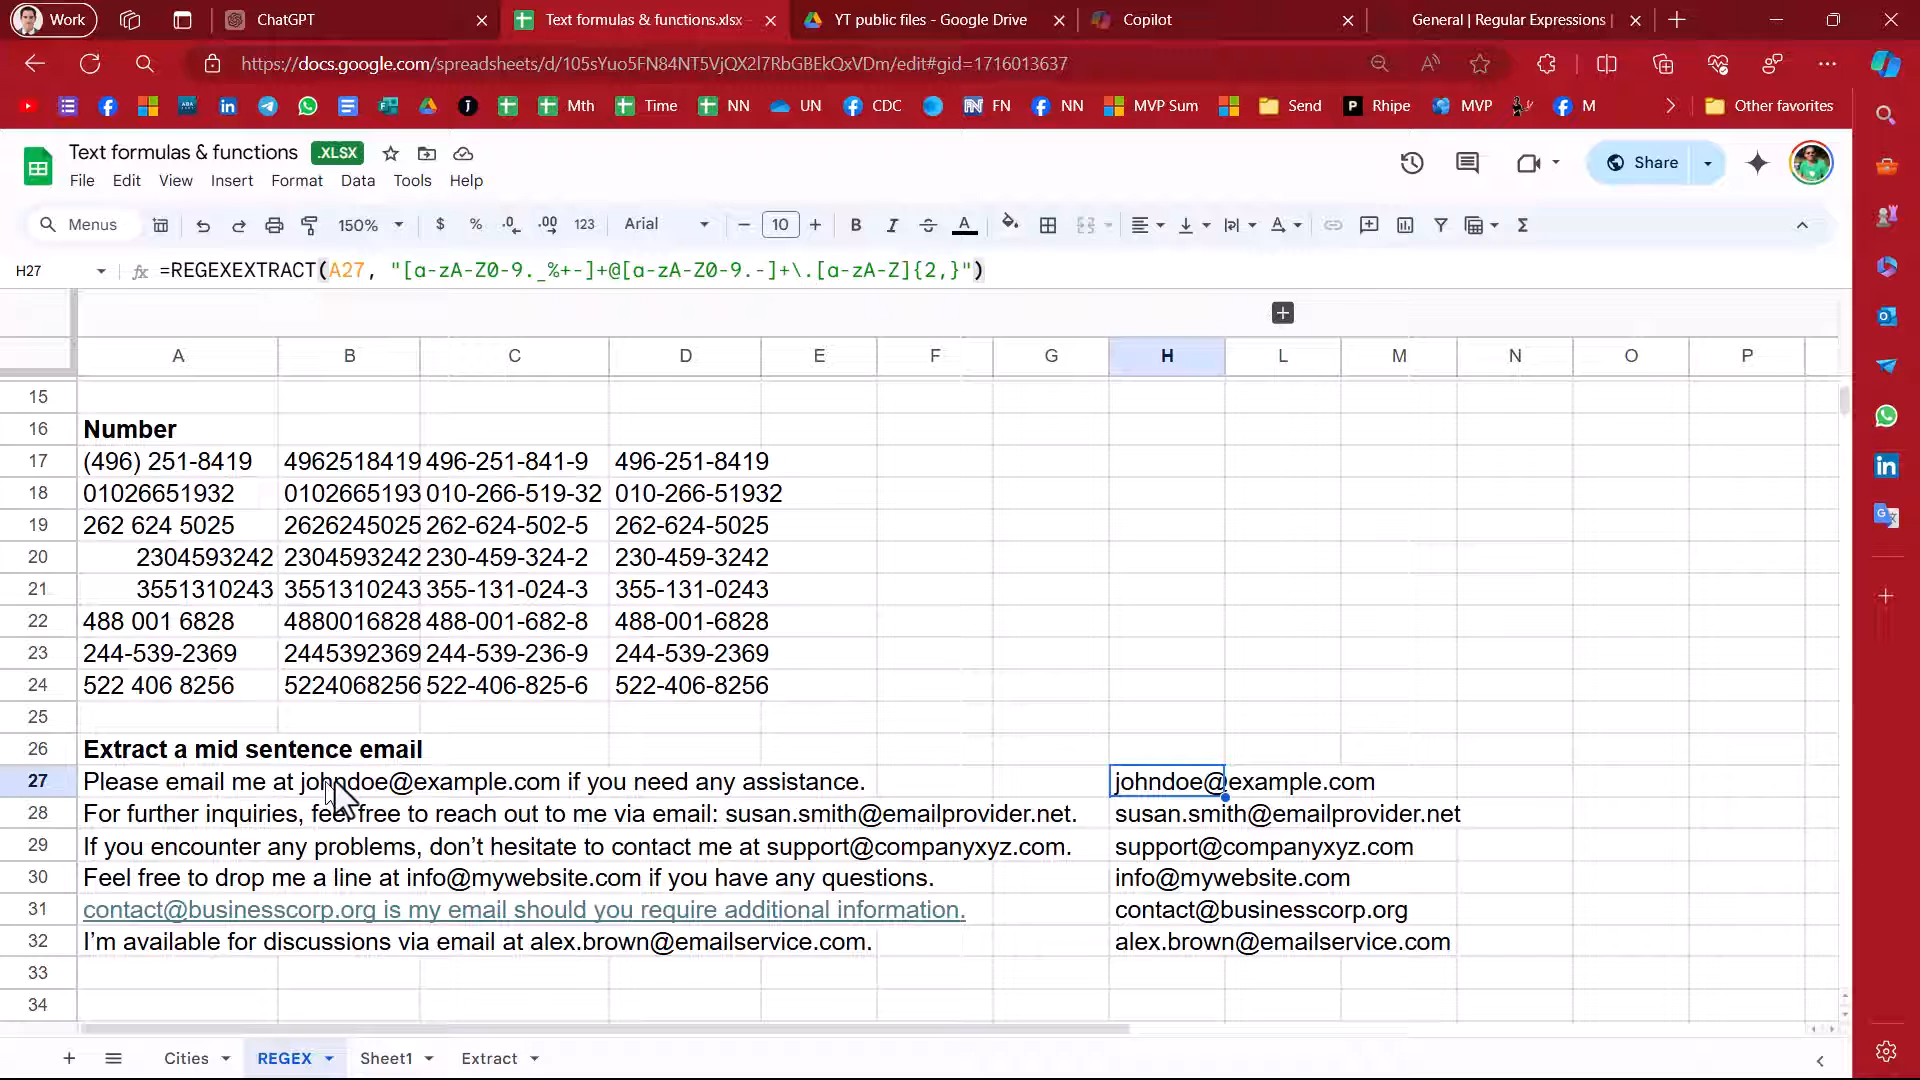 Work
ChatGPT
Text formulas & functions.xlsx -
YT public files - Google Drive
Copilot
General | Regular Expressions |
https://docs.google.com/spreadsheets/d/105sYuo5FN84NT5VjQX2l7RbGBEkQxVDm/edit#gid=1716013637
Mth
Time
NN
UN
CDC
FN
NN
MVP Sum
Send
Rhipe
MVP
M
Other favorites
Text formulas & functions .XLSX
File Edit View Insert Format Data Tools Help
Share
Menus
150%
$ % .0 .00 123
Arial
10
H27
=REGEXEXTRACT(A27, "[a-zA-Z0-9._%+-]+@[a-zA-Z0-9.-]+\.[a-zA-Z]{2,}")
A B C D E F G H L M N O P
15
16 Number
17 (496) 251-8419 4962518419 496-251-841-9 496-251-8419
18 01026651932 0102665193 010-266-519-32 010-266-51932
19 262 624 5025 2626245025 262-624-502-5 262-624-5025
20 2304593242 2304593242 230-459-324-2 230-459-3242
21 3551310243 3551310243 355-131-024-3 355-131-0243
22 488 001 6828 4880016828 488-001-682-8 488-001-6828
23 244-539-2369 2445392369 244-539-236-9 244-539-2369
24 522 406 8256 5224068256 522-406-825-6 522-406-8256
25
26 Extract a mid sentence email
27 Please email me at johndoe@example.com if you need any assistance. johndoe@example.com
28 For further inquiries, feel free to reach out to me via email: susan.smith@emailprovider.net. susan.smith@emailprovider.net
29 If you encounter any problems, don’t hesitate to contact me at support@companyxyz.com. support@companyxyz.com
30 Feel free to drop me a line at info@mywebsite.com if you have any questions. info@mywebsite.com
31 contact@businesscorp.org is my email should you require additional information. contact@businesscorp.org
32 I’m available for discussions via email at alex.brown@emailservice.com. alex.brown@emailservice.com
33
34
Cities
REGEX
Sheet1
Extract